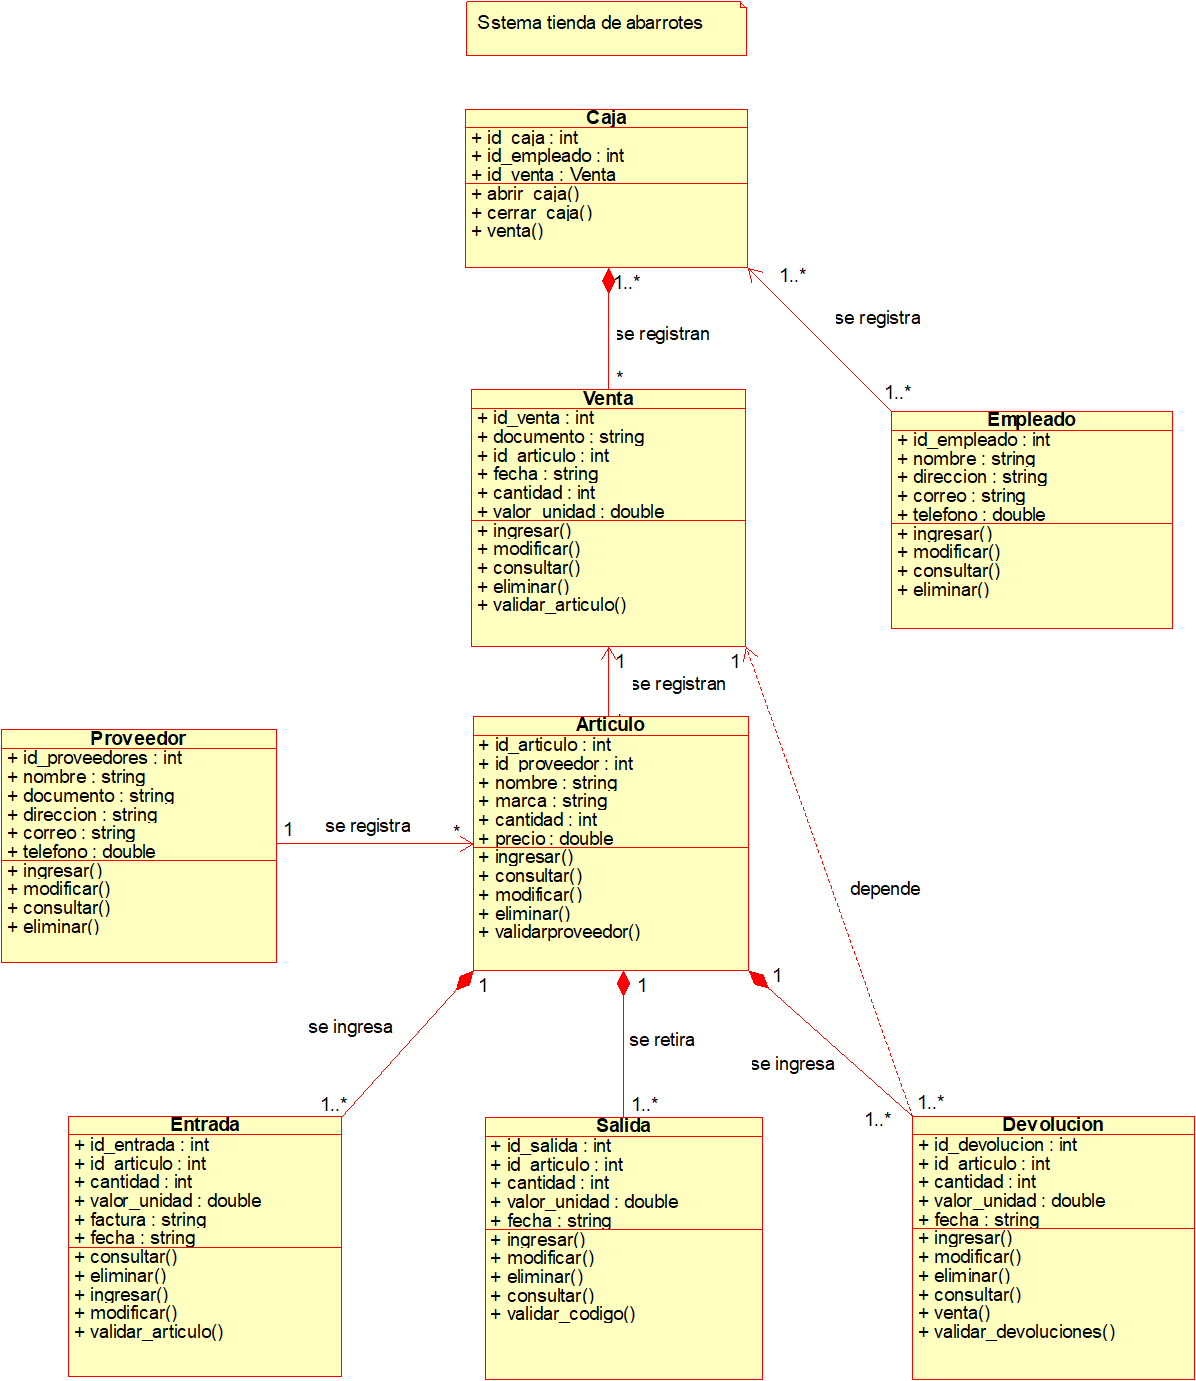 Sstema tienda de abarrotes
Caja
+ id_caja : int
+ id_empleado : int
+ id_venta : Venta
+ abrir_caja()
+ cerrar_caja()
+ venta()
1..*
1..*
se registra
se registran
*
1..*
Venta
+ id_venta : int
+ documento : string
+ id_articulo : int
+ fecha : string
+ cantidad : int
+ valor_unidad : double
+ ingresar()
+ modificar()
+ consultar()
+ eliminar()
+ validar_articulo()
Empleado
+ id_empleado : int
+ nombre : string
+ direccion : string
+ correo : string
+ telefono : double
+ ingresar()
+ modificar()
+ consultar()
+ eliminar()
1
1
se registran
Proveedor
+ id_proveedores : int
+ nombre : string
+ documento : string
+ direccion : string
+ correo : string
+ telefono : double
+ ingresar()
+ modificar()
+ consultar()
+ eliminar()
1
se registra
*
Articulo
+ id_articulo : int
+ id_proveedor : int
+ nombre : string
+ marca : string
+ cantidad : int
+ precio : double
+ ingresar()
+ consultar()
+ modificar()
+ eliminar()
+ validarproveedor()
depende
1
1
1
se ingresa
se retira
se ingresa
1..*
1..*
1..*
1..*
Entrada
+ id_entrada : int
+ id_articulo : int
+ cantidad : int
+ valor_unidad : double
+ factura : string
+ fecha : string
+ consultar()
+ eliminar()
+ ingresar()
+ modificar()
+ validar_articulo()
Salida
+ id_salida : int
+ id_articulo : int
+ cantidad : int
+ valor_unidad : double
+ fecha : string
+ ingresar()
+ modificar()
+ eliminar()
+ consultar()
+ validar_codigo()
Devolucion
+ id_devolucion : int
+ id_articulo : int
+ cantidad : int
+ valor_unidad : double
+ fecha : string
+ ingresar()
+ modificar()
+ eliminar()
+ consultar()
+ venta()
+ validar_devoluciones()